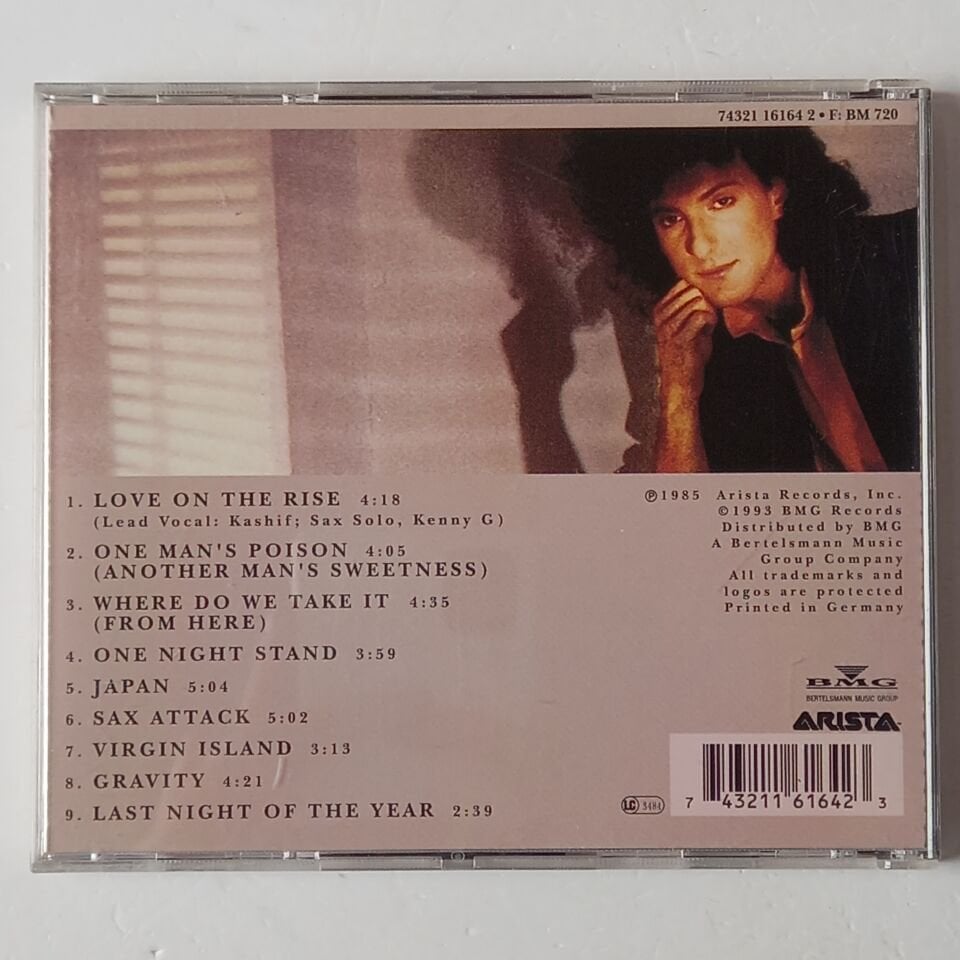 74321 16164 2 • F: BM 720
1. LOVE ON THE RISE 4:18
(Lead Vocal: Kashif; Sax Solo, Kenny G)
2. ONE MAN'S POISON 4:05
(ANOTHER MAN'S SWEETNESS)
3. WHERE DO WE TAKE IT 4:35
(FROM HERE)
4. ONE NIGHT STAND 3:59
5. JAPAN 5:04
6. SAX ATTACK 5:02
7. VIRGIN ISLAND 3:13
8. GRAVITY 4:21
9. LAST NIGHT OF THE YEAR 2:39
℗1985 Arista Records, Inc.
©1993 BMG Records
Distributed by BMG
A Bertelsmann Music
Group Company
All trademarks and
logos are protected
Printed in Germany
BMG
BERTELSMANN MUSIC GROUP
ARISTA
LC 3484
7 43211 61642 3